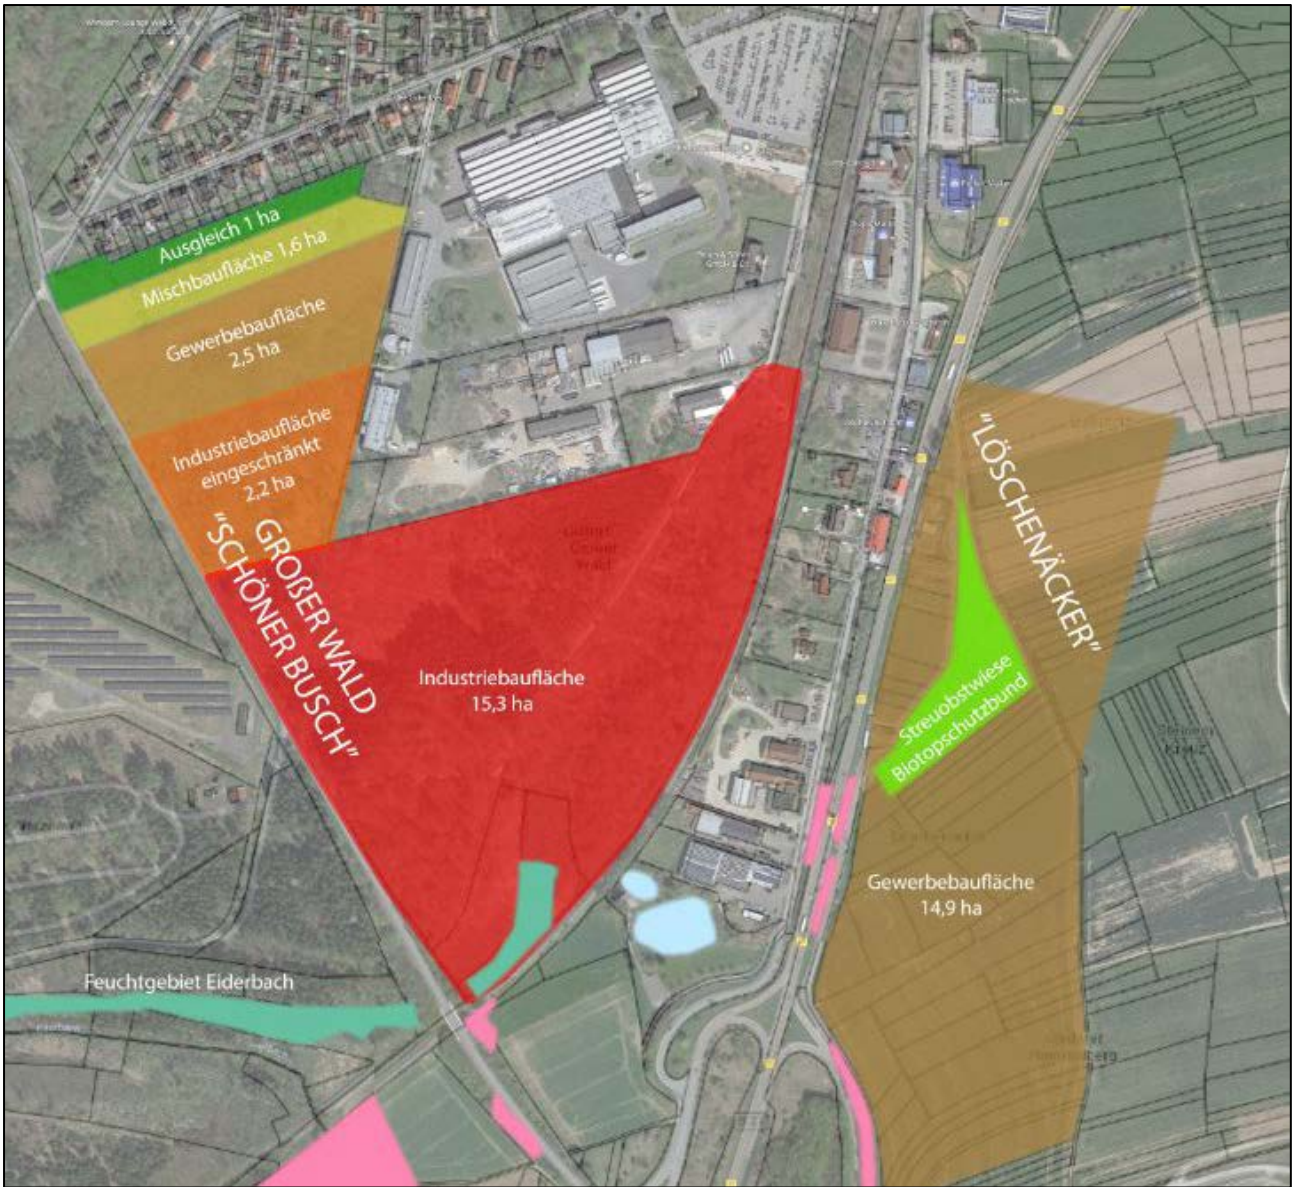 Ausgleich 1 ha
Mischbaufläche 1,6 ha
Gewerbebaufläche
2,5 ha
Industriebaufläche
eingeschränkt
2,2 ha
GROßER WALD
"SCHÖNER BUSCH"
Industriebaufläche
15,3 ha
"LÖSCHENÄCKER"
Streuobstwiese
Biotopschutzbund
Gewerbebaufläche
14,9 ha
Feuchtgebiet Eiderbach